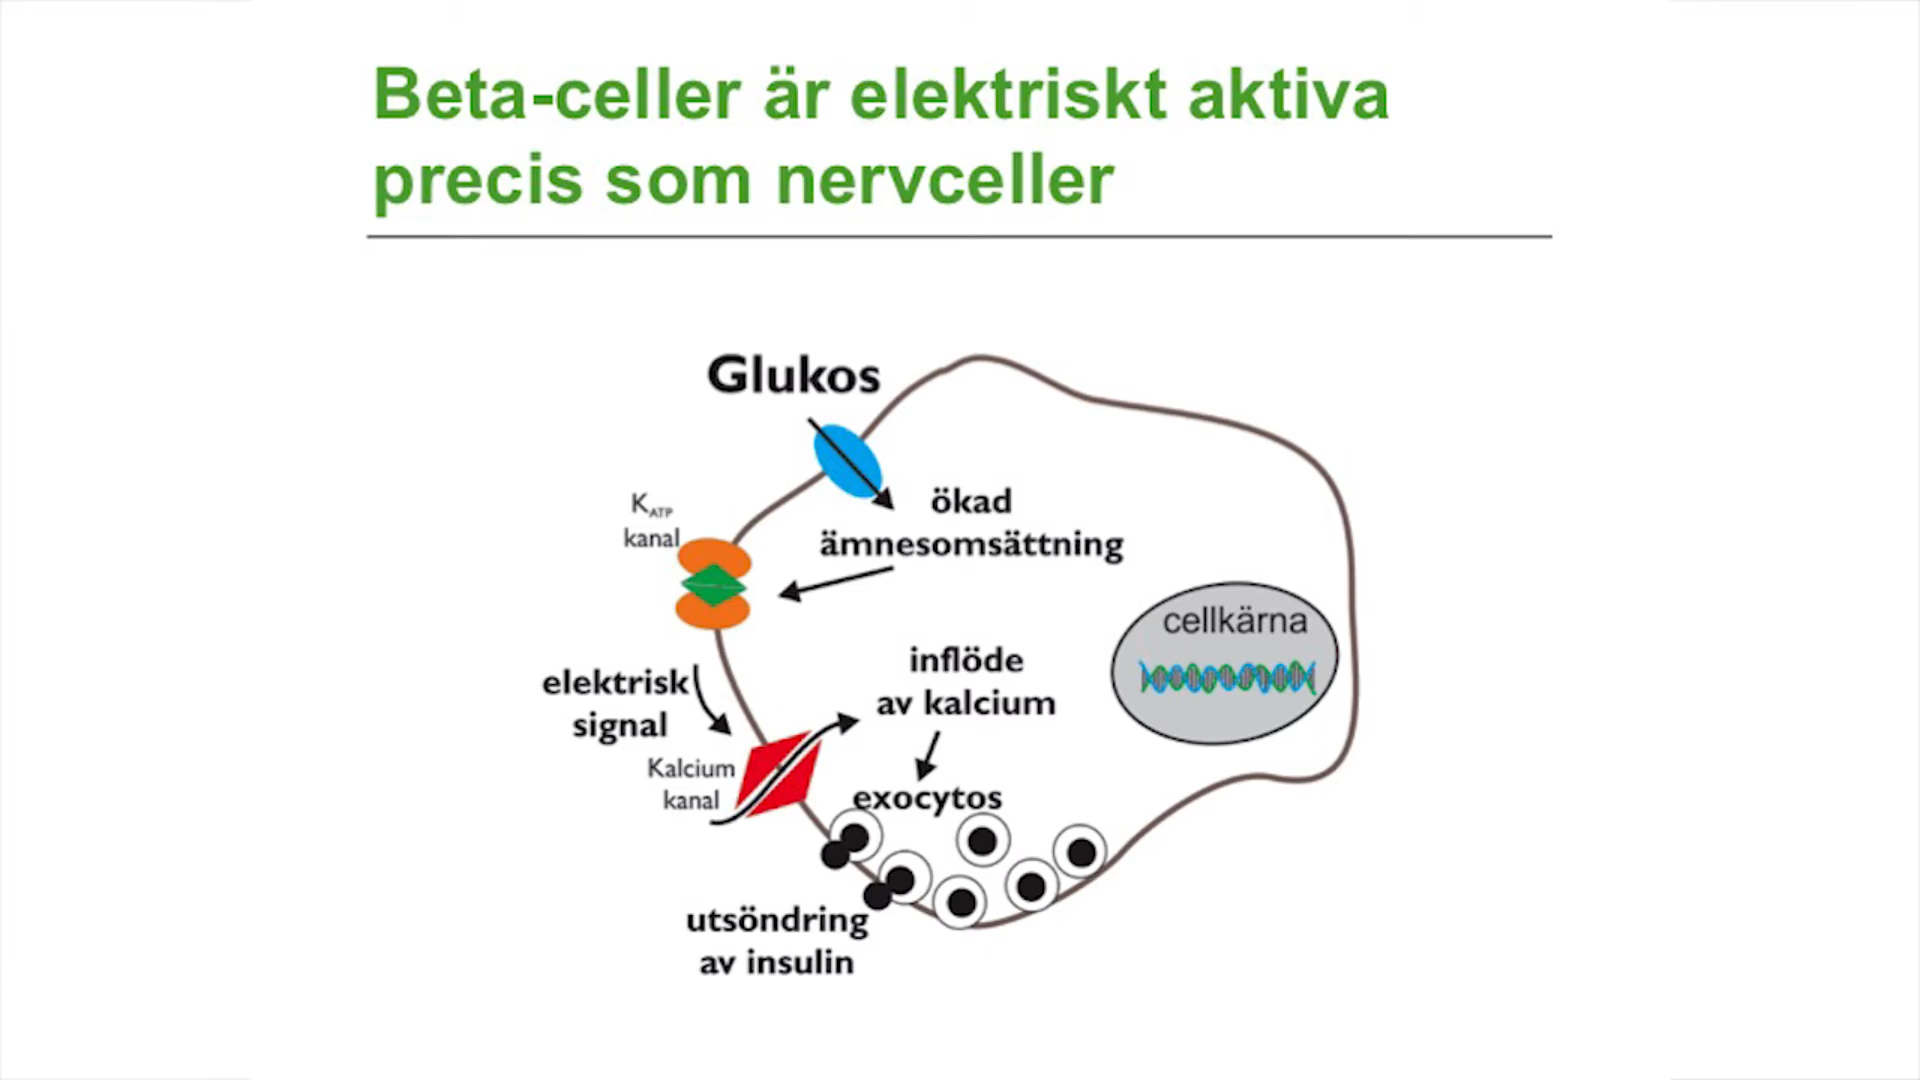 Beta-celler är elektriskt aktiva
precis som nervceller
Glukos
K ATP
kanal
ökad
ämnesomsättning
cellkärna
elektrisk
signal
inflöde
av kalcium
Kalcium
kanal
exocytos
utsöndring
av insulin